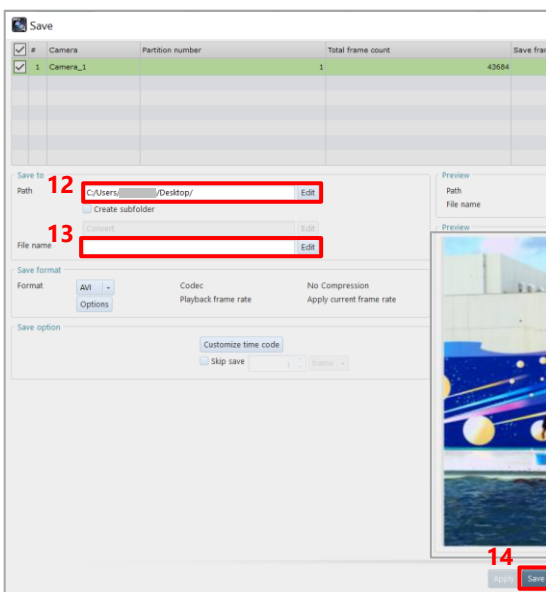 Save
# Camera Partition number Total frame count Save fra
1 Camera_1 1 43684
Save to
Path 12 C:/Users/ /Desktop/ Edit
Create subfolder
Convert Edit
13
File name Edit
Save format
Format AVI Codec No Compression
Options Playback frame rate Apply current frame rate
Save option
Customize time code
Skip save 1 frame
Preview
Path
File name
Preview
14
Apply Save